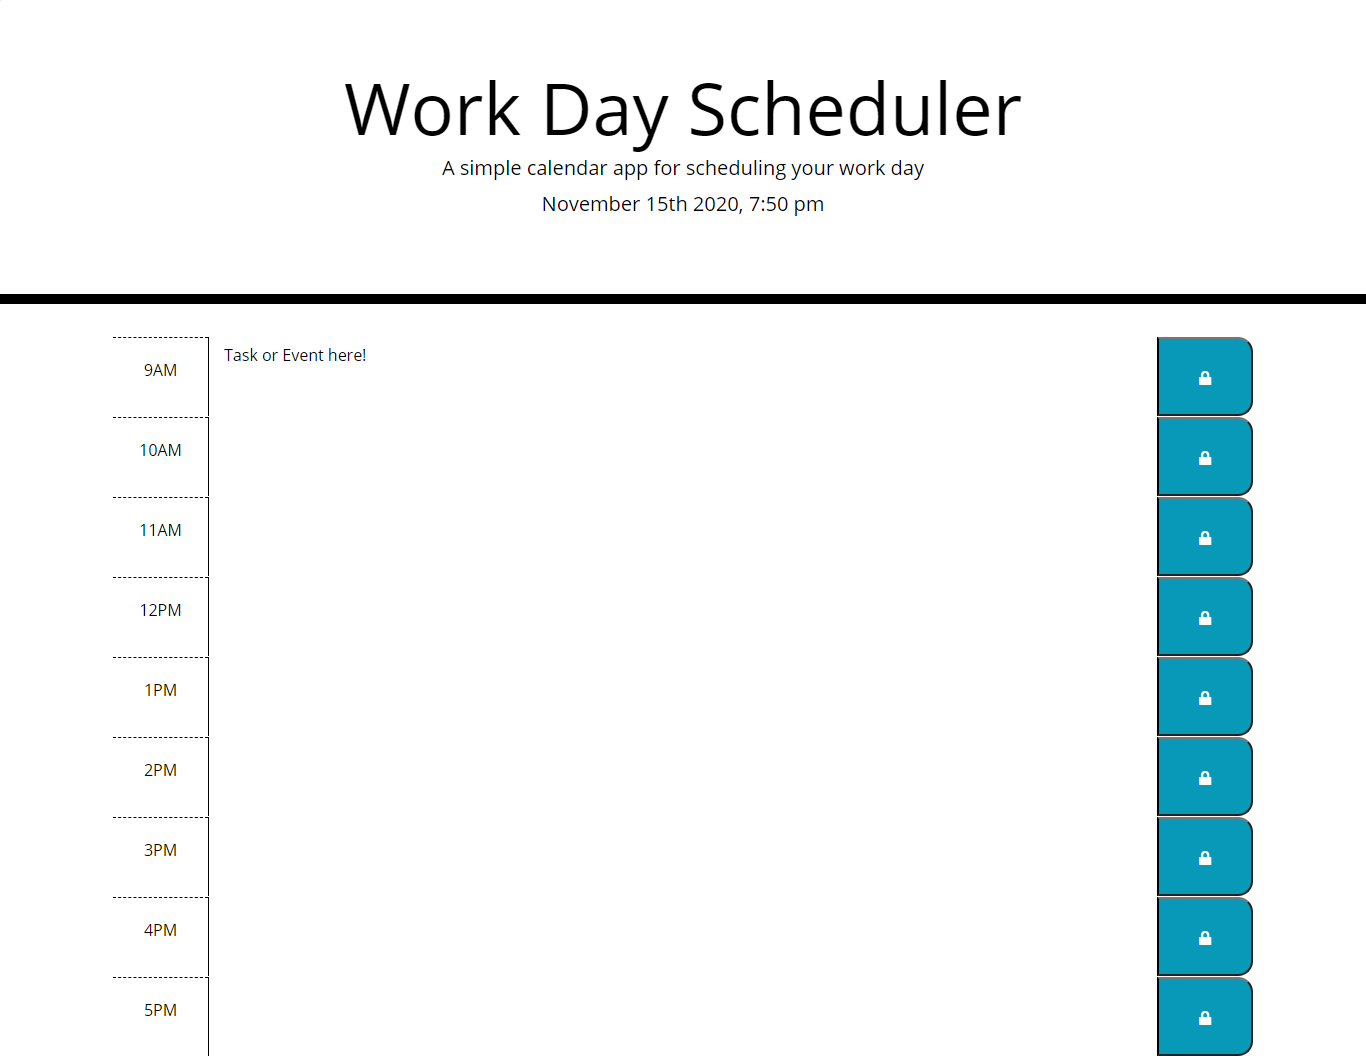 Work Day Scheduler
A simple calendar app for scheduling your work day
November 15th 2020, 7:50 pm
9AM
Task or Event here!
10AM
11AM
12PM
1PM
2PM
3PM
4PM
5PM